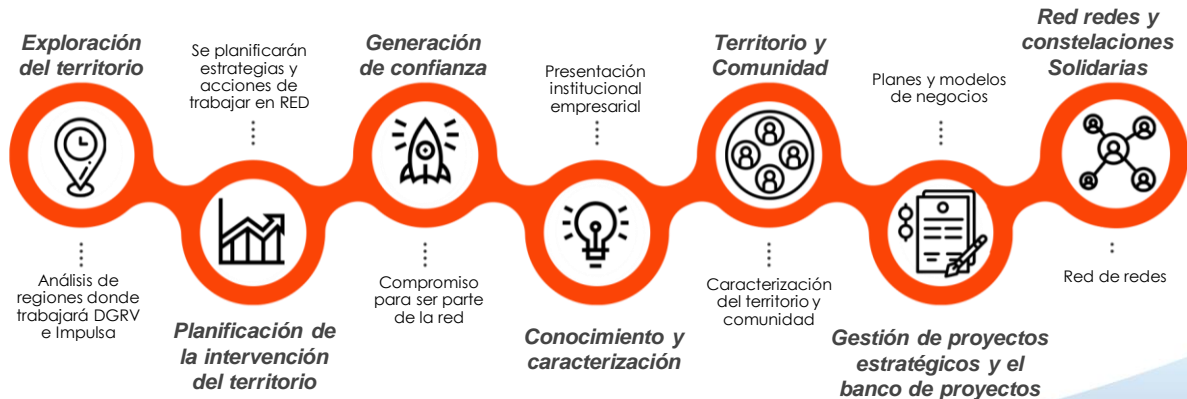 Exploración
del territorio
Análisis de
regiones donde
trabajará DGRV
e Impulsa
Se planificarán
estrategias y
acciones de
trabajar en RED
Planificación de
la intervención
del territorio
Generación
de confianza
Compromiso
para ser parte
de la red
Presentación
institucional
empresarial
Conocimiento y
caracterización
Territorio y
Comunidad
Caracterización
del territorio y
comunidad
Planes y modelos
de negocios
Gestión de proyectos
estratégicos y el
banco de proyectos
Red redes y
constelaciones
Solidarias
Red de redes